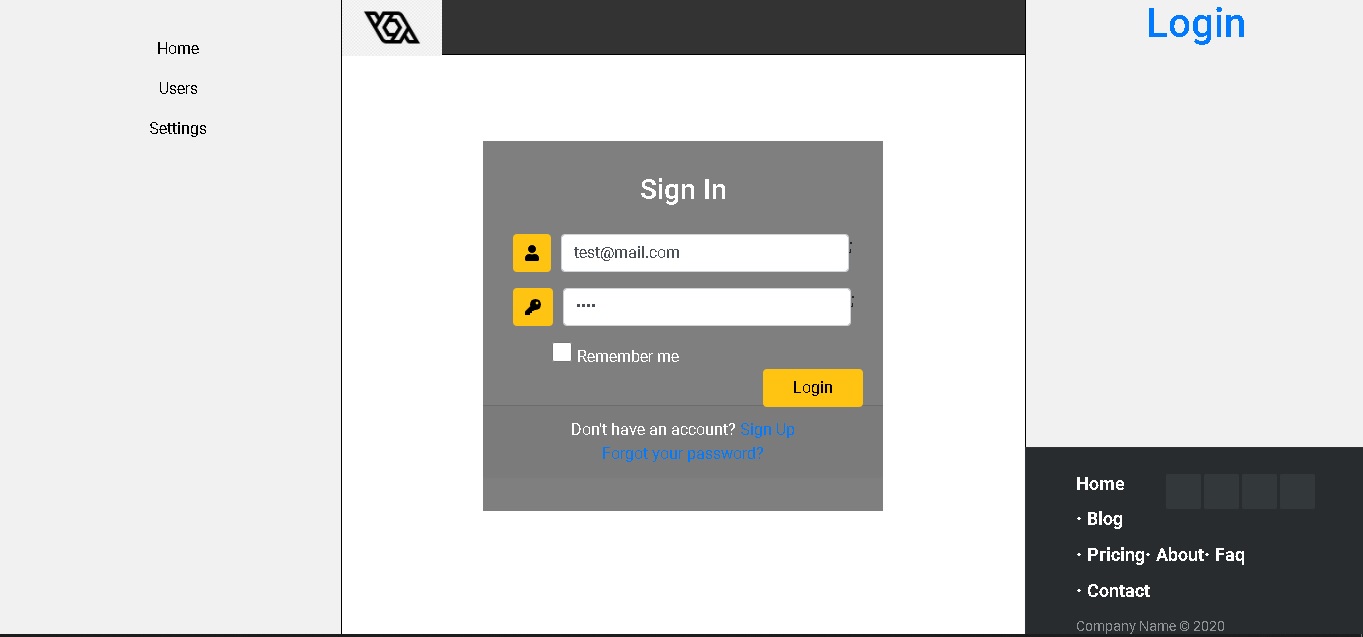 Home
Users
Settings
Login
Sign In
test@mail.com
;
••••
;
Remember me
Login
Don't have an account? Sign Up
Forgot your password?
Home
· Blog
· Pricing· About· Faq
· Contact
Company Name © 2020